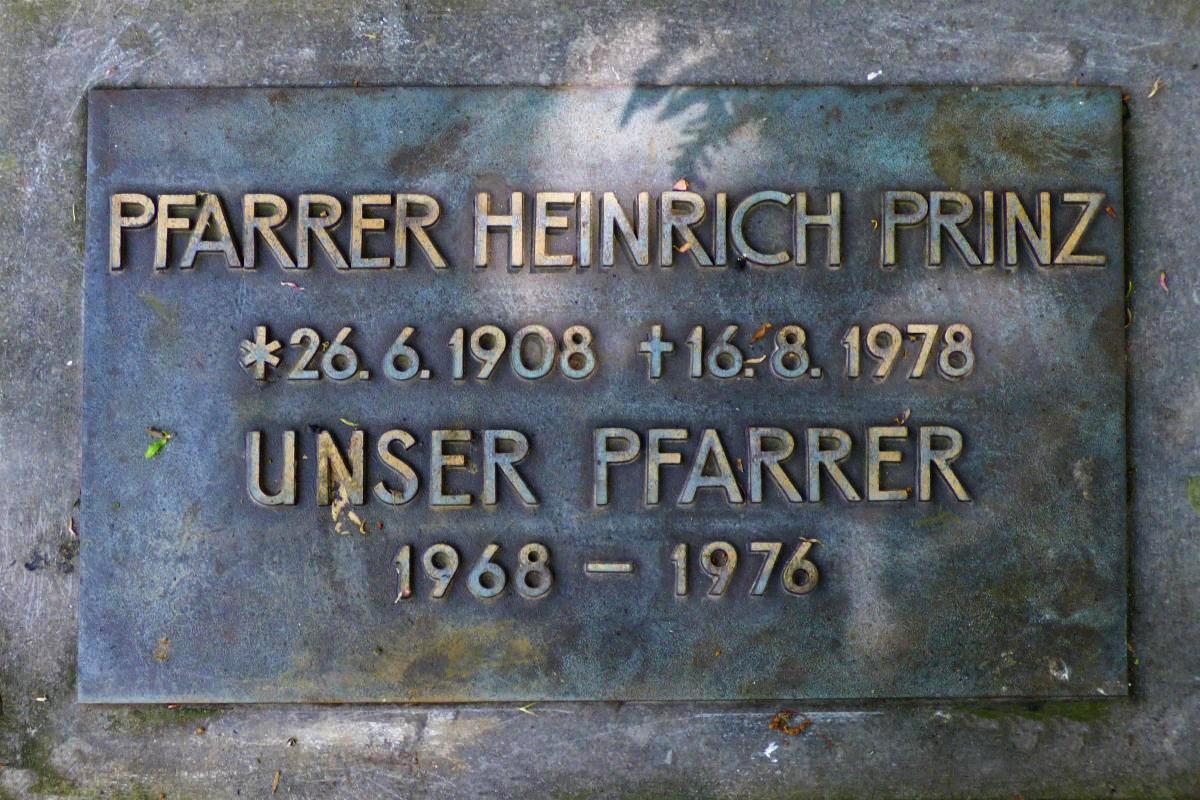 PFARRER HEINRICH PRINZ
*26.6.1908 †16.8.1978
UNSER PFARRER
1968 – 1976